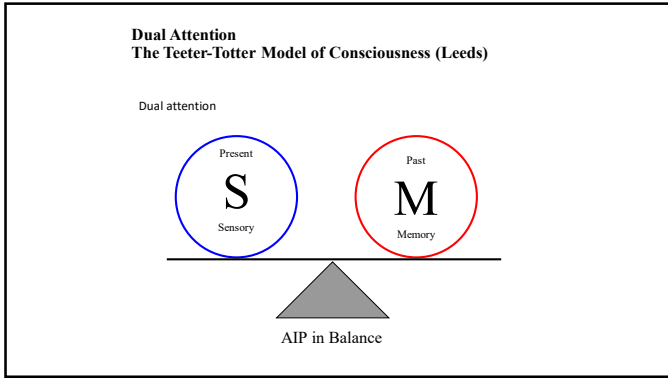 Dual Attention
The Teeter-Totter Model of Consciousness (Leeds)
Dual attention
Present
S
Sensory
Past
M
Memory
AIP in Balance